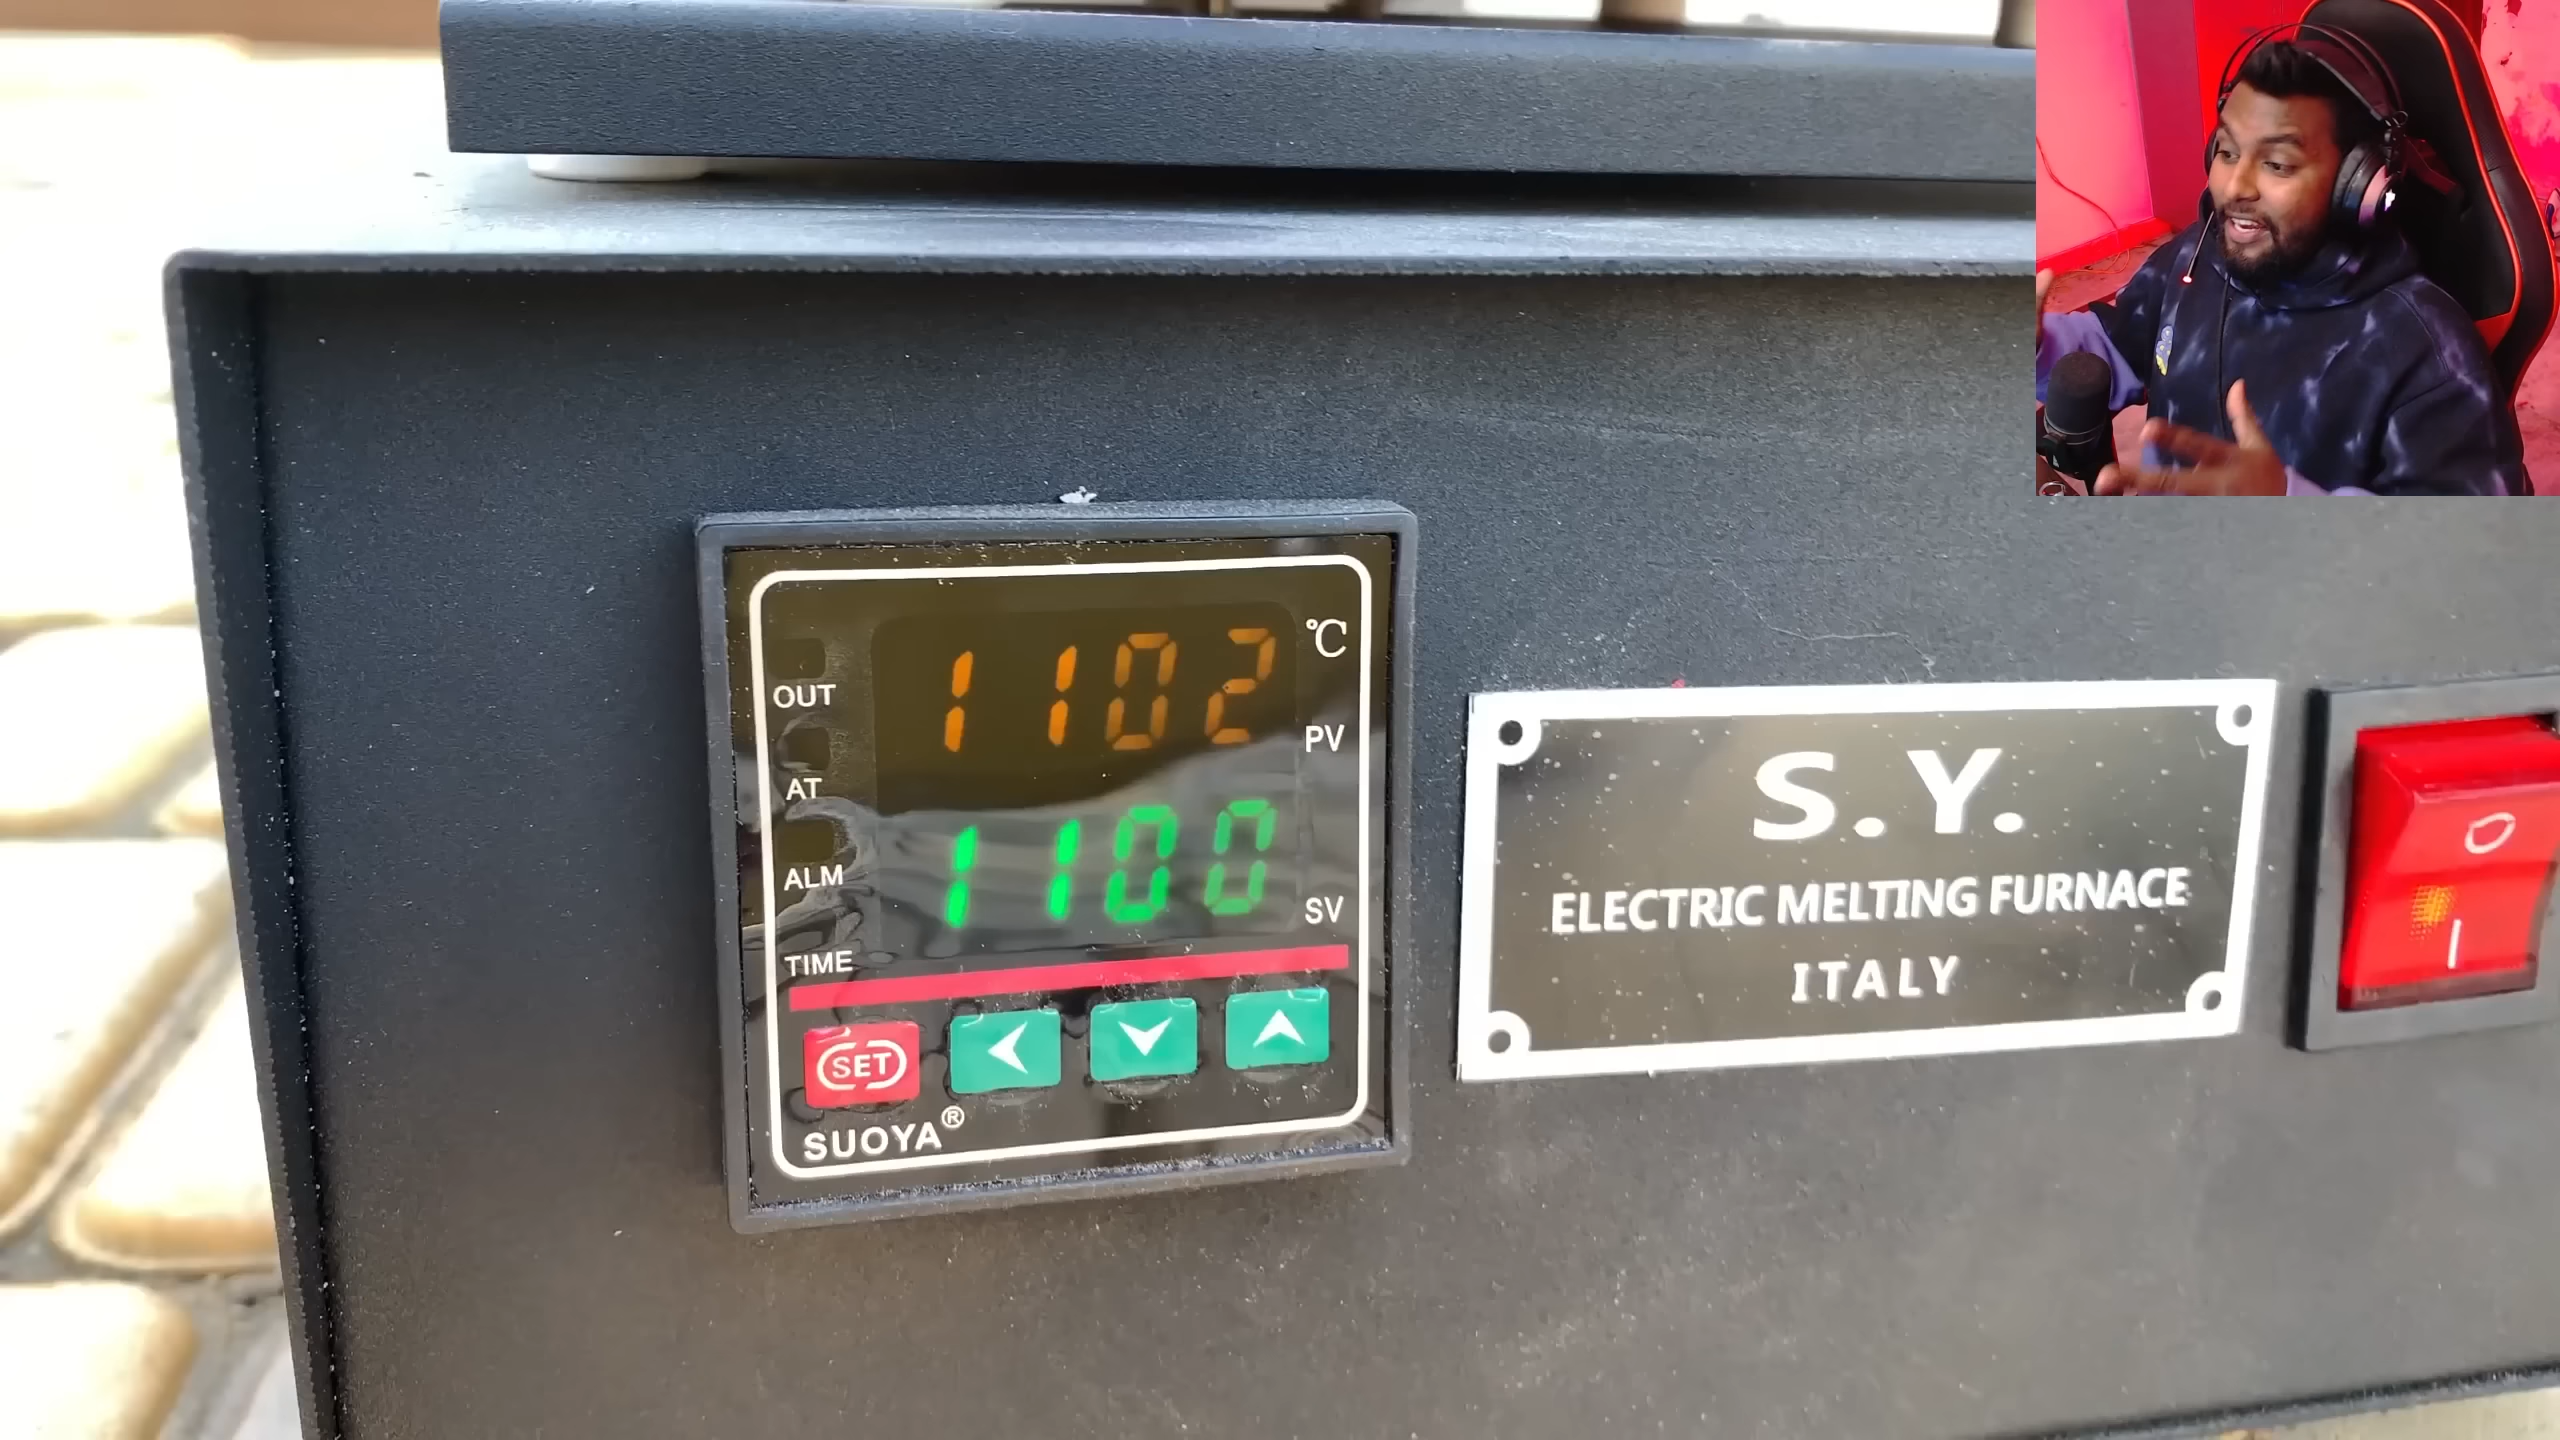 1102 °C
OUT
PV
AT
1100
ALM
SV
TIME
SET
SUOYA®
S.Y.
ELECTRIC MELTING FURNACE
ITALY
O
I